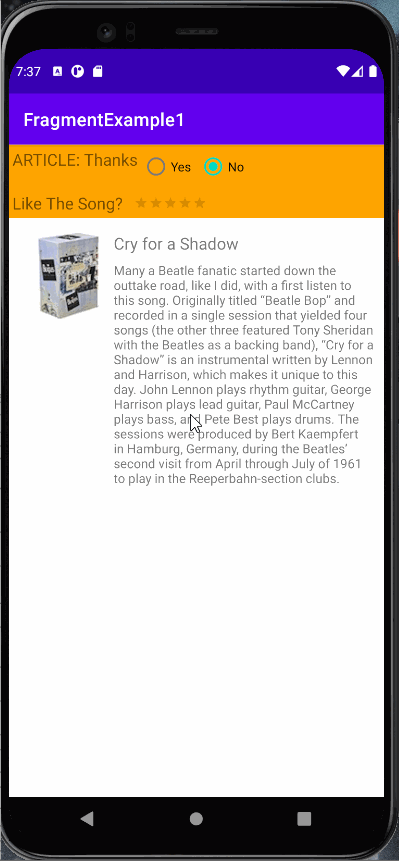 7:37
FragmentExample1
ARTICLE: Thanks Yes No
Like The Song?
Cry for a Shadow
Many a Beatle fanatic started down the
outtake road, like I did, with a first listen to
this song. Originally titled “Beatle Bop” and
recorded in a single session that yielded four
songs (the other three featured Tony Sheridan
with the Beatles as a backing band), “Cry for a
Shadow” is an instrumental written by Lennon
and Harrison, which makes it unique to this
day. John Lennon plays rhythm guitar, George
Harrison plays lead guitar, Paul McCartney
plays bass, and Pete Best plays drums. The
sessions were produced by Bert Kaempfert
in Hamburg, Germany, during the Beatles’
second visit from April through July of 1961
to play in the Reeperbahn-section clubs.